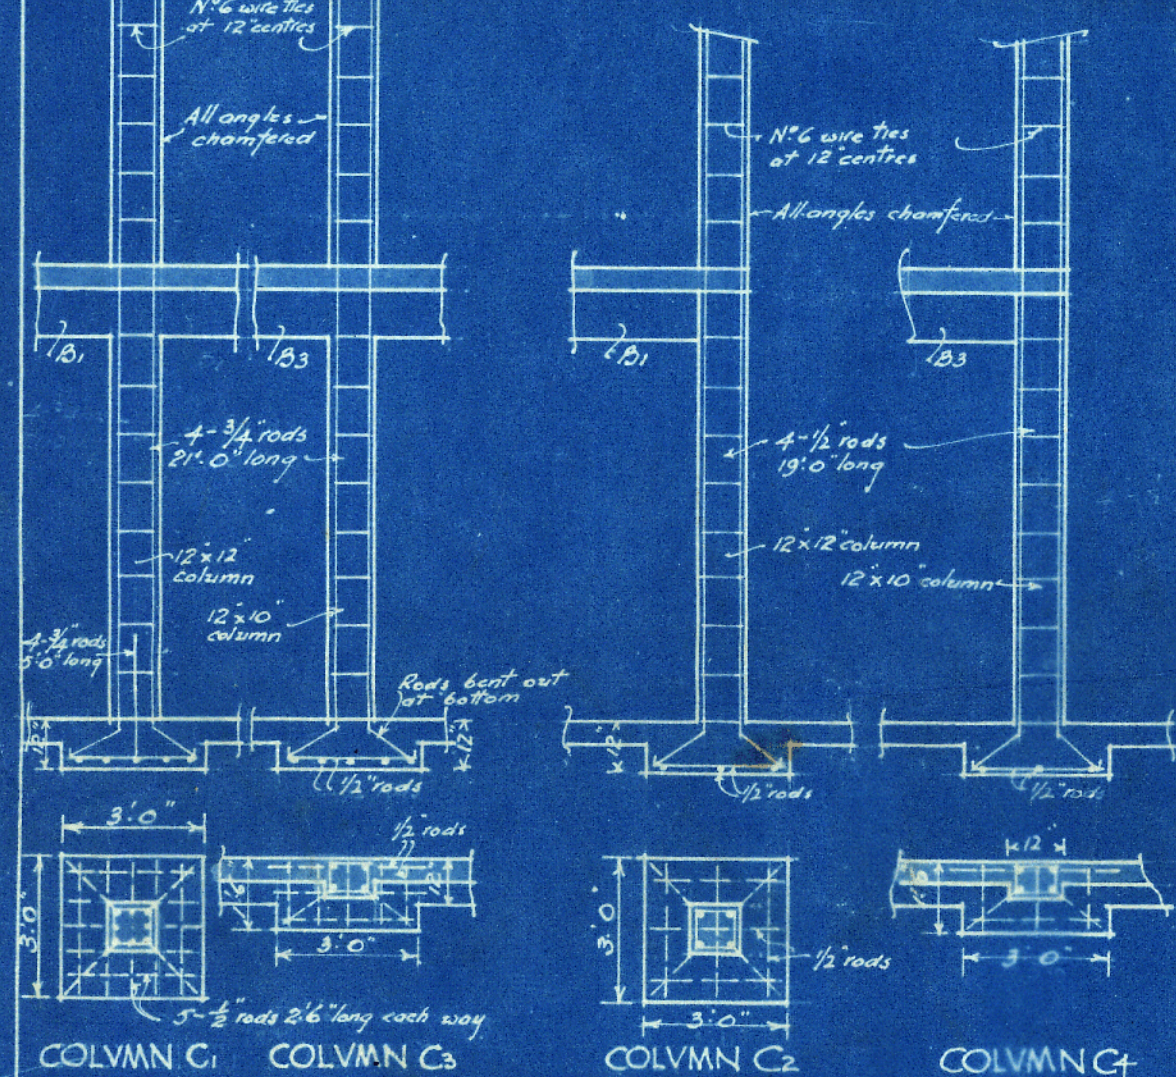 N.º 6 wire ties
at 12" centres
All angles
chamfered
N.º 6 wire ties
at 12" centres
All angles chamfered
B1
B3
B1
B3
4-3/4" rods
21'-0" long
4-1/2" rods
19'-0" long
12"x12"
column
12"x10"
column
12"x12" column
12"x10" column
4-3/4" rods
5'-0" long
Rods bent out
at bottom
12"
12"
12"
1/2" rods
1/2" rods
1/2" rods
3'-0"
3'-0"
1/2" rods
12"
3'-0"
3'-0"
1/2" rods
3'-0"
12"
3'-0"
5-1/2" rods 2'-6" long each way
COLVMN C1
COLVMN C3
COLVMN C2
COLVMN C4